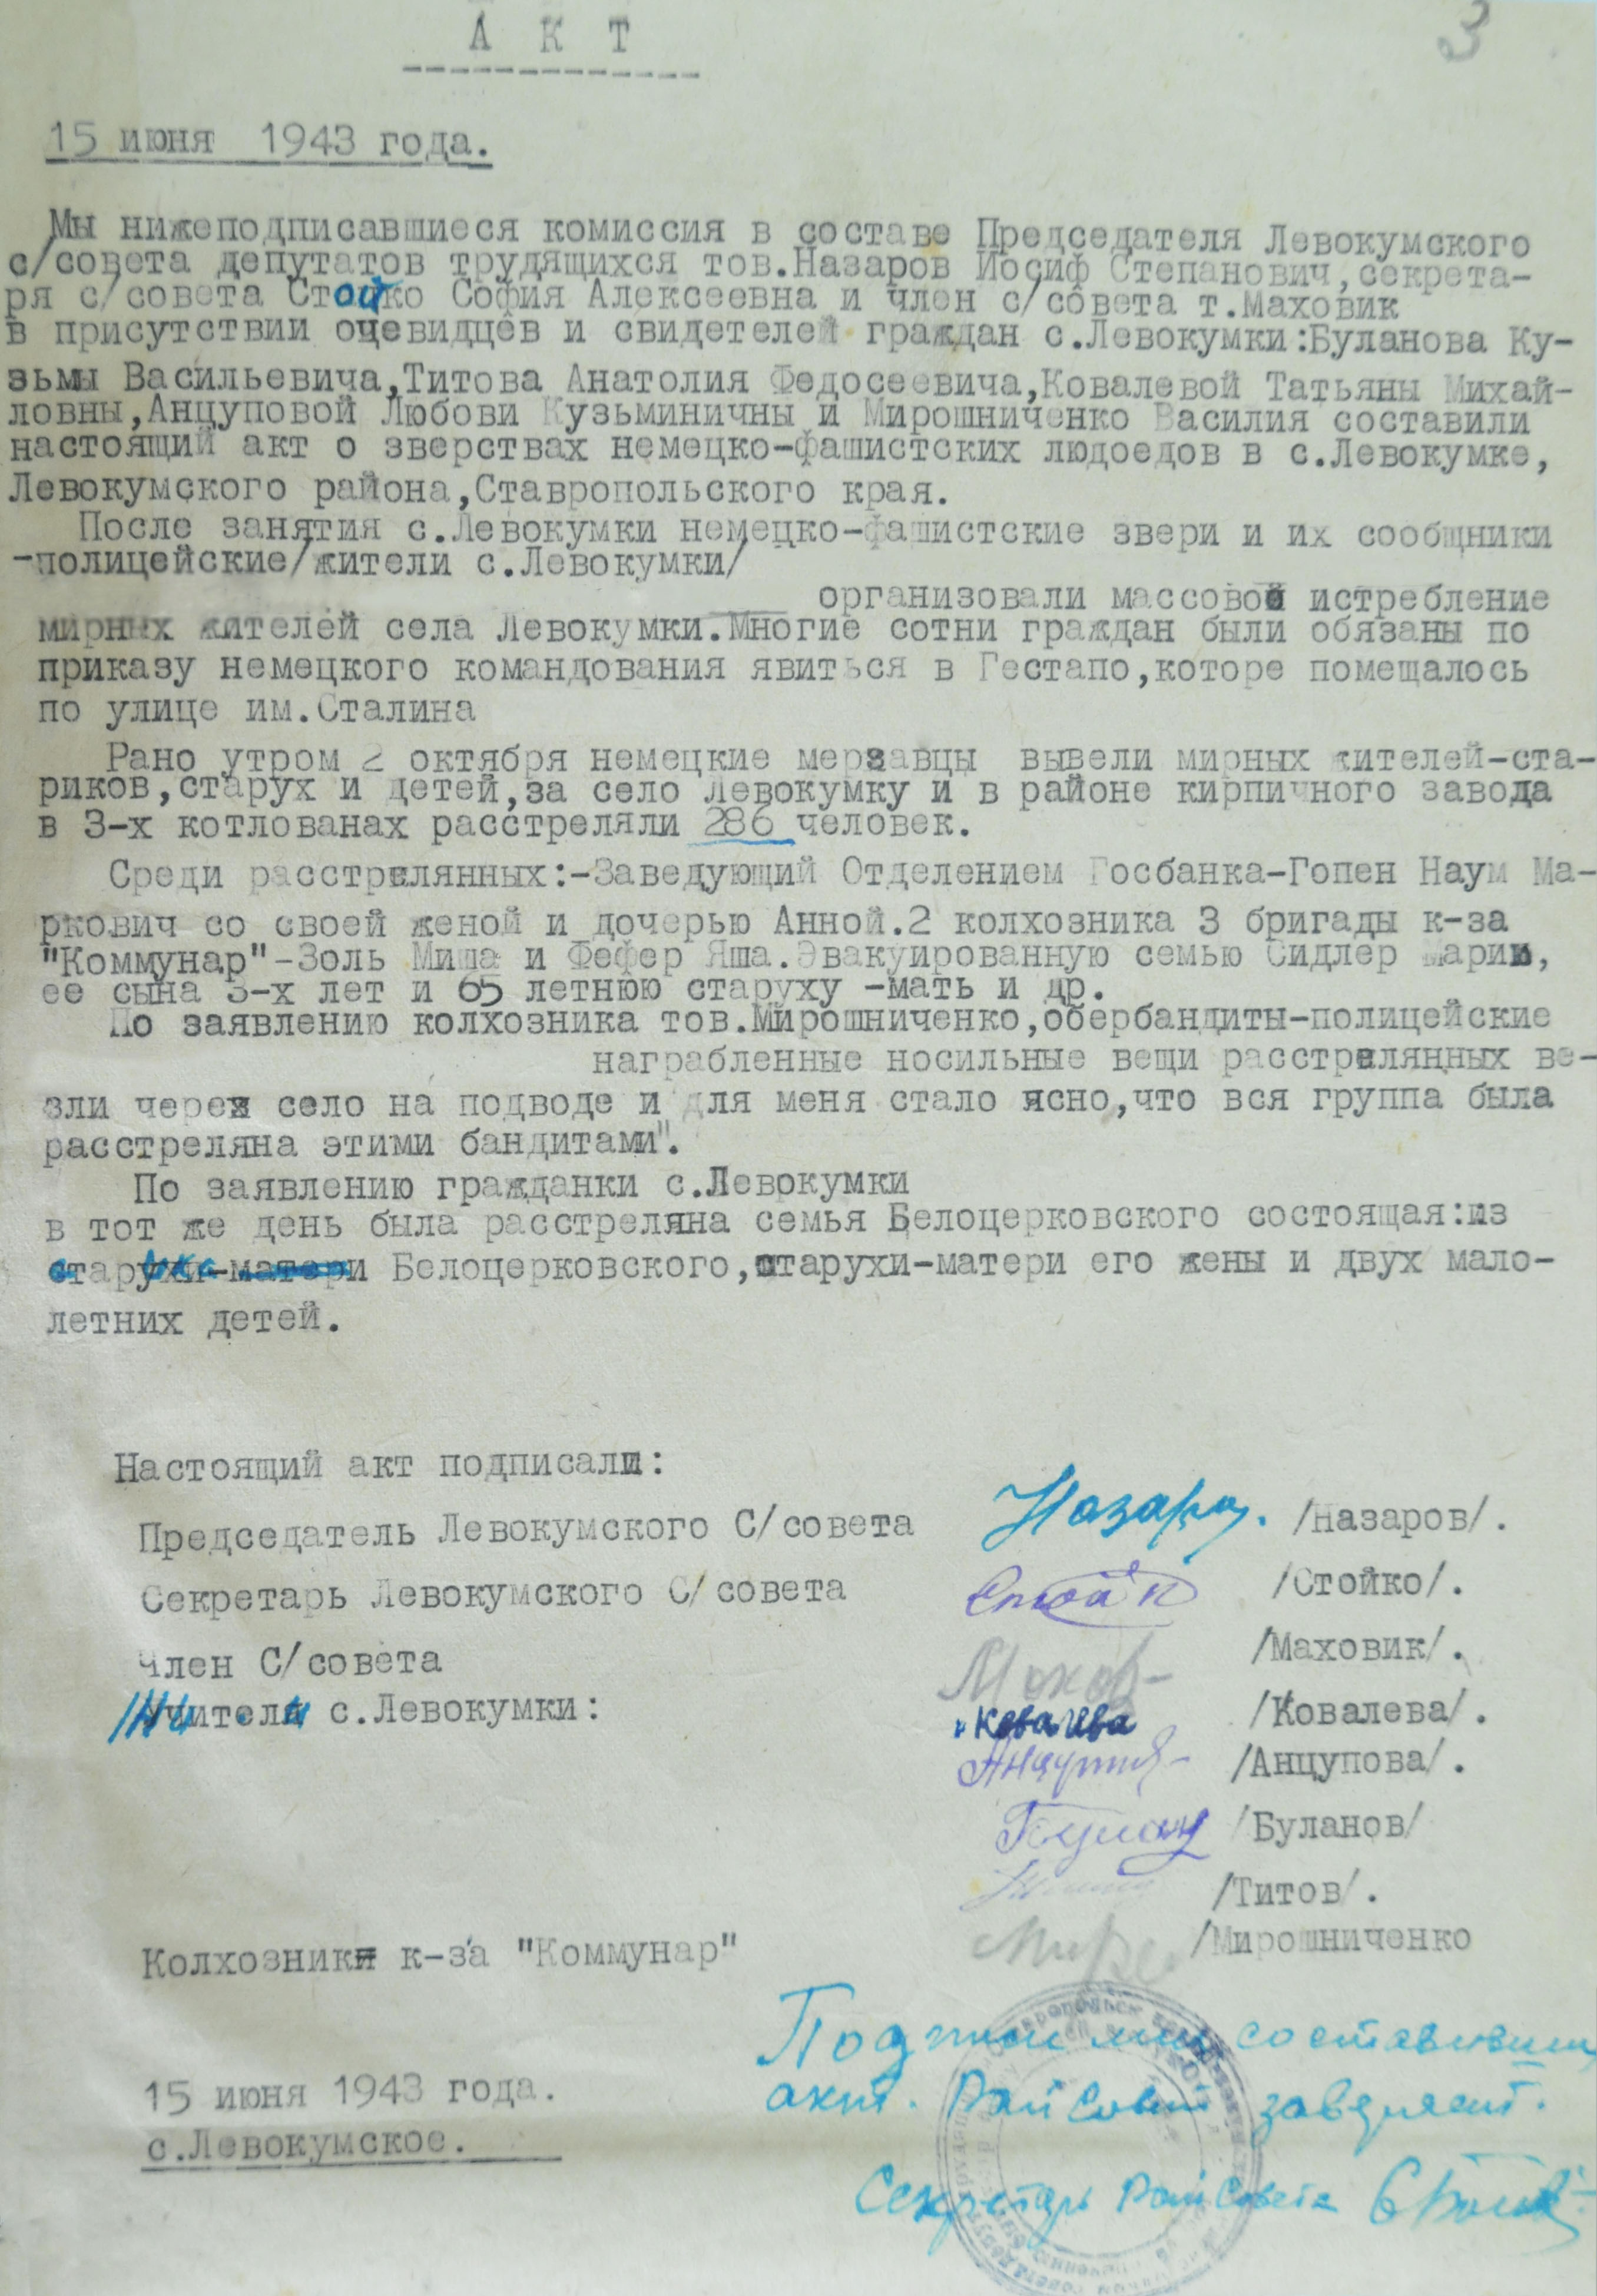 3
А К Т
15 июня 1943 года.
Мы нижеподписавшиеся комиссия в составе Председателя Левокумского
с/совета депутатов трудящихся тов.Назаров Иосиф Степанович,секрета-
ря с/совета Стойко София Алексеевна и член с/совета т.Маховик
в присутствии очевидцев и свидетелей граждан с.Левокумки:Буланова Ку-
зьмы Васильевича,Титова Анатолия Федосеевича,Ковалевой Татьяны Михай-
ловны,Анцуповой Любови Кузьминичны и Мирошниченко Василия составили
настоящий акт о зверствах немецко-фашистских людоедов в с.Левокумке,
Левокумского района,Ставропольского края.
После занятия с.Левокумки немецко-фашистские звери и их сообщники
-полицейские/жители с.Левокумки/
организовали массовой истребление
мирных жителей села Левокумки.Многие сотни граждан были обязаны по
приказу немецкого командования явиться в Гестапо,которе помещалось
по улице им.Сталина
Рано утром 2 октября немецкие мерзавцы вывели мирных жителей-ста-
риков,старух и детей,за село Левокумку и в районе кирпичного завода
в 3-х котлованах расстреляли 286 человек.
Среди расстрелянных:-Заведующий Отделением Госбанка-Гопен Наум Ма-
ркович со своей женой и дочерью Анной.2 колхозника 3 бригады к-за
"Коммунар"-Золь Миша и Фефер Яша.Эвакуированную семью Сидлер Марии,
ее сына 3-х лет и 65 летнюю старуху -мать и др.
По заявлению колхозника тов.Мирошниченко,обербандиты-полицейские
награбленные носильные вещи расстрелянных ве-
зли через село на подводе и для меня стало ясно,что вся группа была
расстреляна этими бандитами".
По заявлению гражданки с.Левокумки
в тот же день была расстреляна семья Белоцерковского состоящая:из
старухи-матери Белоцерковского,старухи-матери его жены и двух мало-
летних детей.
Настоящий акт подписали:
Председатель Левокумского С/совета Назаро. /Назаров/.
Секретарь Левокумского С/совета Стойк /Стойко/.
Член С/совета Махов /Маховик/.
Жители с.Левокумки: Ковалева /Ковалева/.
/Анцупова/.
Булан /Буланов/
/Титов/.
Колхозники к-за "Коммунар" Миро /Мирошниченко
Подписи лиц составивши
акт. Райсовет заверяет.
15 июня 1943 года.
с.Левокумское.
Секретарь Райсовета